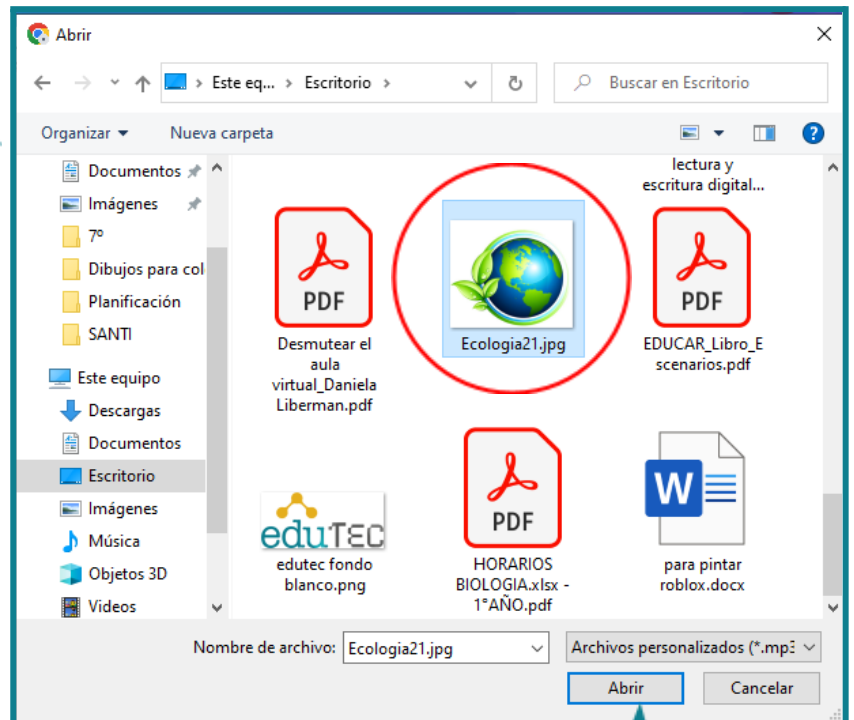 Abrir
Este eq... > Escritorio >
Buscar en Escritorio
Organizar
Nueva carpeta
Documentos
Imágenes
7º
Dibujos para col
Planificación
SANTI
Este equipo
Descargas
Documentos
Escritorio
Imágenes
Música
Objetos 3D
Videos
lectura y
escritura digital...
PDF
Desmutear el
aula
virtual_Daniela
Liberman.pdf
Ecologia21.jpg
PDF
EDUCAR_Libro_E
scenarios.pdf
eduTEC
edutec fondo
blanco.png
PDF
HORARIOS
BIOLOGIA.xlsx -
1°AÑO.pdf
W
para pintar
roblox.docx
Nombre de archivo:
Ecologia21.jpg
Archivos personalizados (*.mp3
Abrir
Cancelar